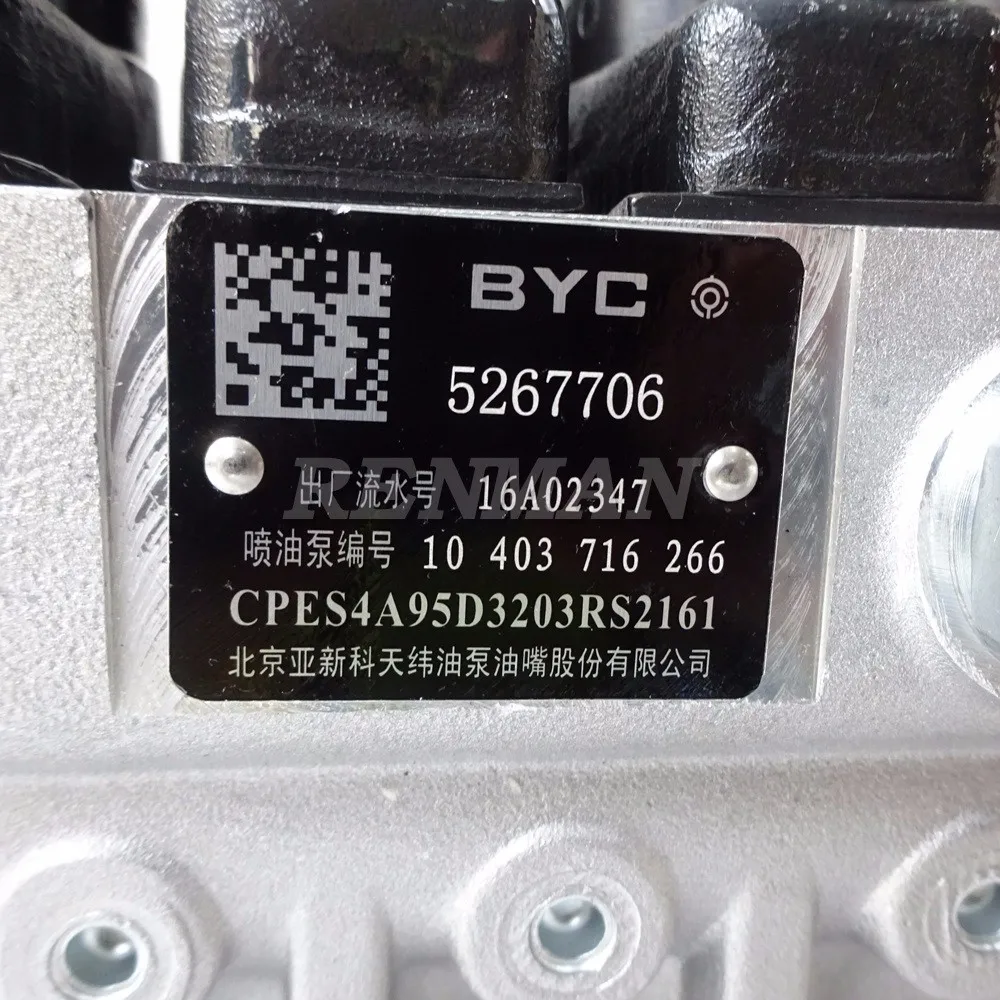 BYC
5267706
RENMAN
出厂流水号 16A02347
喷油泵编号 10 403 716 266
CPES4A95D3203RS2161
北京亚新科天纬油泵油嘴股份有限公司